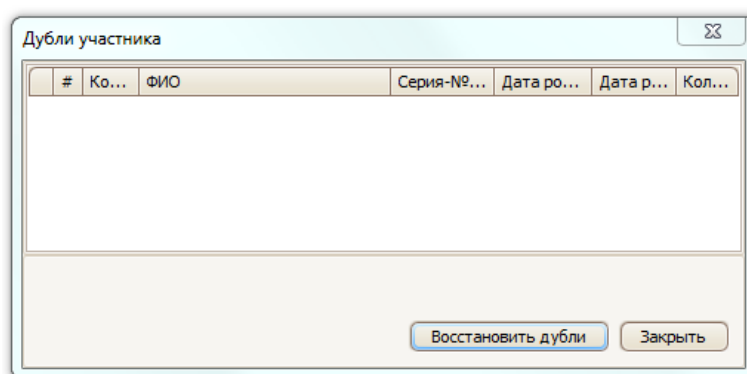 Дубли участника
# Ко... ФИО Серия-№... Дата ро... Дата р... Кол...
Восстановить дубли Закрыть